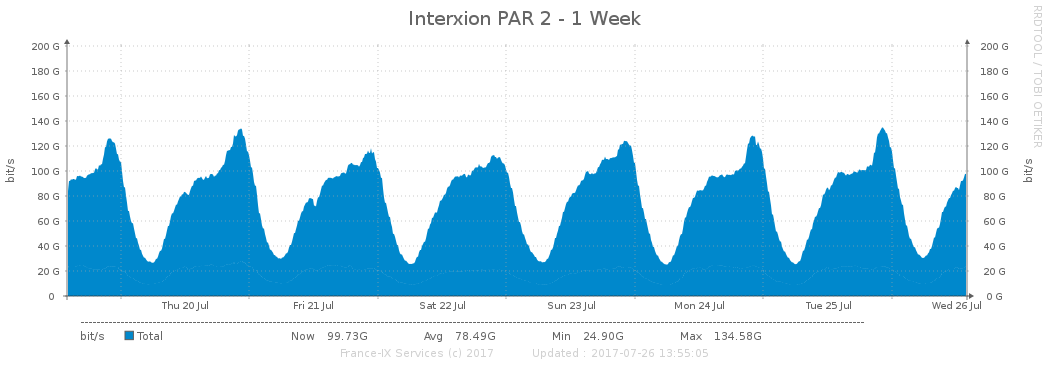 Interxion PAR 2 - 1 Week
RRDTOOL / TOBI OETIKER
bit/s
bit/s
200 G 200 G
180 G 180 G
160 G 160 G
140 G 140 G
120 G 120 G
100 G 100 G
80 G 80 G
60 G 60 G
40 G 40 G
20 G 20 G
0 0 G
Thu 20 Jul Fri 21 Jul Sat 22 Jul Sun 23 Jul Mon 24 Jul Tue 25 Jul Wed 26 Jul
bit/s Total Now 99.73G Avg 78.49G Min 24.90G Max 134.58G
France-IX Services (c) 2017 Updated : 2017-07-26 13:55:05